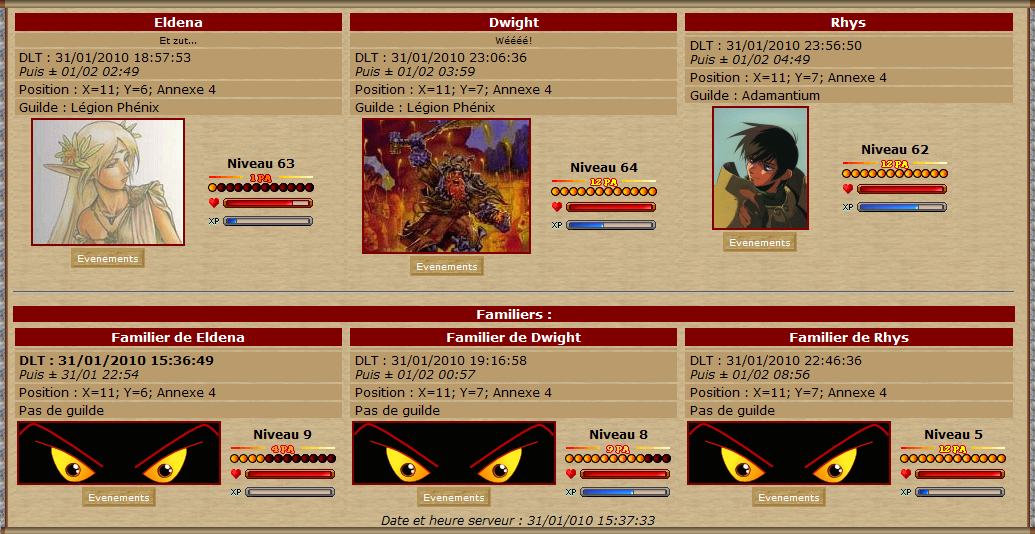 Eldena
Et zut...
DLT : 31/01/2010 18:57:53
Puis ± 01/02 02:49
Position : X=11; Y=6; Annexe 4
Guilde : Légion Phénix
Niveau 63
1 PA
XP
Evenements
Dwight
Wéééé!
DLT : 31/01/2010 23:06:36
Puis ± 01/02 03:59
Position : X=11; Y=7; Annexe 4
Guilde : Légion Phénix
Niveau 64
12 PA
XP
Evenements
Rhys
DLT : 31/01/2010 23:56:50
Puis ± 01/02 04:49
Position : X=11; Y=7; Annexe 4
Guilde : Adamantium
Niveau 62
12 PA
XP
Evenements
Familiers :
Familier de Eldena
DLT : 31/01/2010 15:36:49
Puis ± 31/01 22:54
Position : X=11; Y=6; Annexe 4
Pas de guilde
Niveau 9
4 PA
XP
Evenements
Familier de Dwight
DLT : 31/01/2010 19:16:58
Puis ± 01/02 00:57
Position : X=11; Y=7; Annexe 4
Pas de guilde
Niveau 8
9 PA
XP
Evenements
Familier de Rhys
DLT : 31/01/2010 22:46:36
Puis ± 01/02 08:56
Position : X=11; Y=7; Annexe 4
Pas de guilde
Niveau 5
12 PA
XP
Evenements
Date et heure serveur : 31/01/010 15:37:33